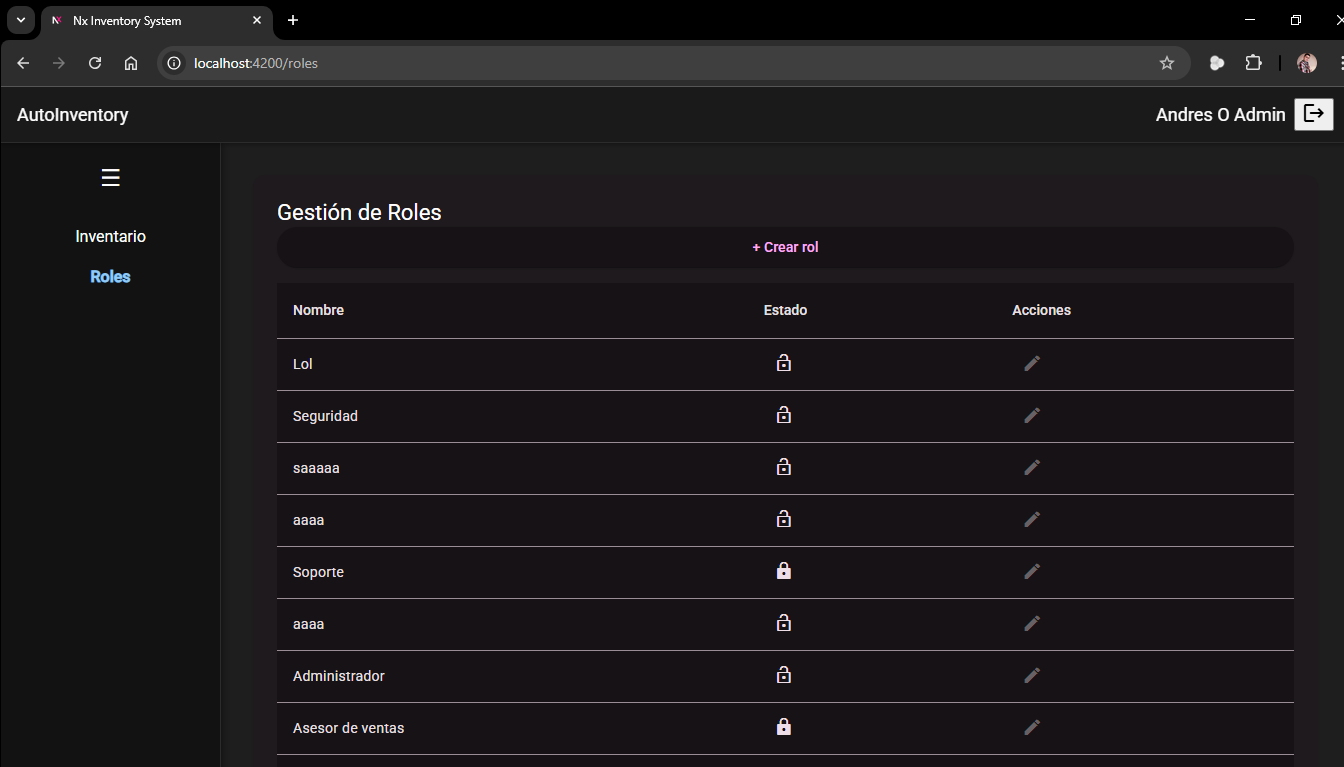 Nx Inventory System
localhost:4200/roles
AutoInventory
Andres O Admin
Inventario
Roles
Gestión de Roles
+ Crear rol
Nombre Estado Acciones
Lol
Seguridad
saaaaa
aaaa
Soporte
aaaa
Administrador
Asesor de ventas